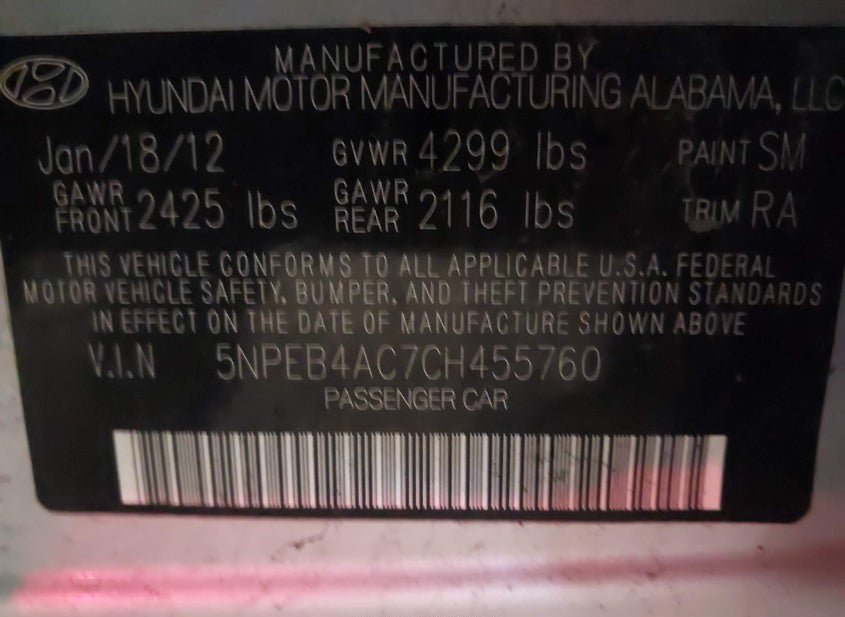 MANUFACTURED BY
HYUNDAI MOTOR MANUFACTURING ALABAMA, LLC
Jan/18/12 GVWR 4299 lbs PAINT SM
GAWR FRONT 2425 lbs GAWR REAR 2116 lbs TRIM RA
THIS VEHICLE CONFORMS TO ALL APPLICABLE U.S.A. FEDERAL
MOTOR VEHICLE SAFETY, BUMPER, AND THEFT PREVENTION STANDARDS
IN EFFECT ON THE DATE OF MANUFACTURE SHOWN ABOVE
V.I.N 5NPEB4AC7CH455760
PASSENGER CAR